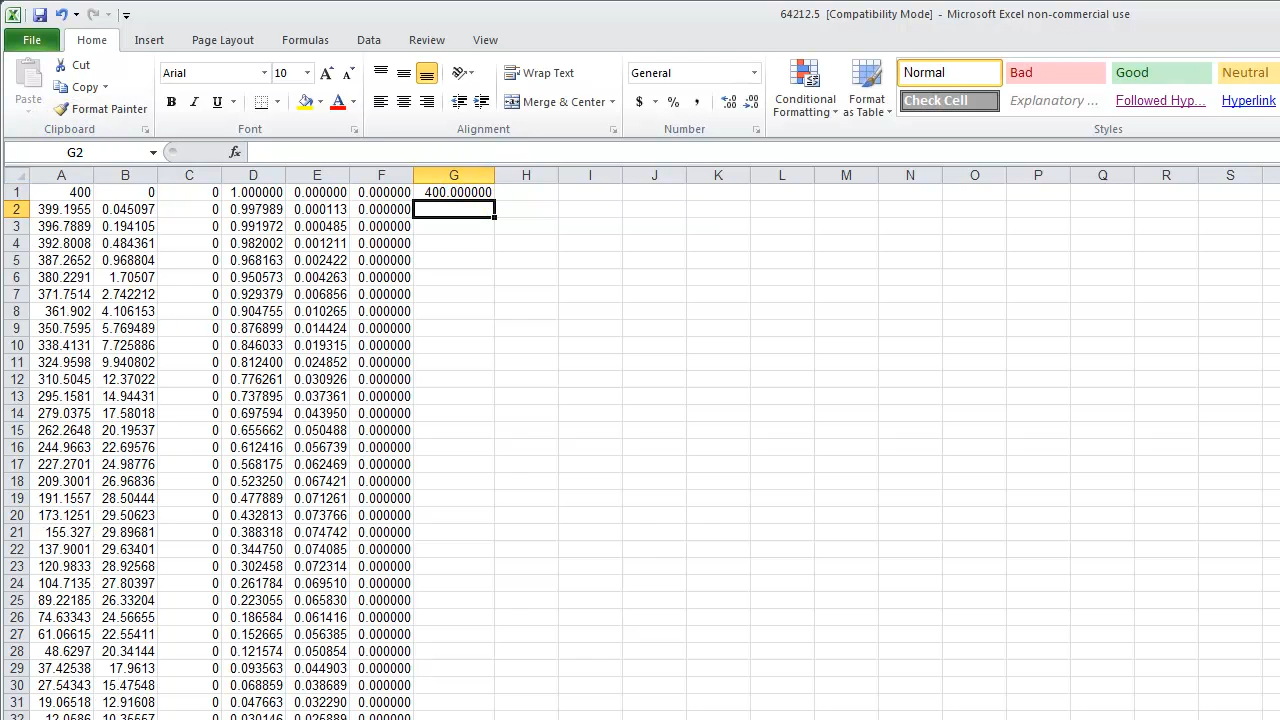 64212.5 [Compatibility Mode] - Microsoft Excel non-commercial use
File Home Insert Page Layout Formulas Data Review View
Paste Cut Copy Format Painter Clipboard
Arial 10 A A B I U A Font
Wrap Text Merge & Center Alignment
General $ % , .0 .00 .00 .0 Number
Conditional Formatting Format as Table
Normal Bad Good Neutral
Check Cell Explanatory ... Followed Hyp... Hyperlink
Styles
G2 fx
A B C D E F G H I J K L M N O P Q R S
1 400 0 0 1.000000 0.000000 0.000000 400.000000
2 399.1955 0.045097 0 0.997989 0.000113 0.000000
3 396.7889 0.194105 0 0.991972 0.000485 0.000000
4 392.8008 0.484361 0 0.982002 0.001211 0.000000
5 387.2652 0.968804 0 0.968163 0.002422 0.000000
6 380.2291 1.70507 0 0.950573 0.004263 0.000000
7 371.7514 2.742212 0 0.929379 0.006856 0.000000
8 361.902 4.106153 0 0.904755 0.010265 0.000000
9 350.7595 5.769489 0 0.876899 0.014424 0.000000
10 338.4131 7.725886 0 0.846033 0.019315 0.000000
11 324.9598 9.940802 0 0.812400 0.024852 0.000000
12 310.5045 12.37022 0 0.776261 0.030926 0.000000
13 295.1581 14.94431 0 0.737895 0.037361 0.000000
14 279.0375 17.58018 0 0.697594 0.043950 0.000000
15 262.2648 20.19537 0 0.655662 0.050488 0.000000
16 244.9663 22.69576 0 0.612416 0.056739 0.000000
17 227.2701 24.98776 0 0.568175 0.062469 0.000000
18 209.3001 26.96836 0 0.523250 0.067421 0.000000
19 191.1557 28.50444 0 0.477889 0.071261 0.000000
20 173.1251 29.50623 0 0.432813 0.073766 0.000000
21 155.327 29.89681 0 0.388318 0.074742 0.000000
22 137.9001 29.63401 0 0.344750 0.074085 0.000000
23 120.9833 28.92568 0 0.302458 0.072314 0.000000
24 104.7135 27.80397 0 0.261784 0.069510 0.000000
25 89.22185 26.33204 0 0.223055 0.065830 0.000000
26 74.63343 24.56655 0 0.186584 0.061416 0.000000
27 61.06615 22.55411 0 0.152665 0.056385 0.000000
28 48.6297 20.34144 0 0.121574 0.050854 0.000000
29 37.42538 17.9613 0 0.093563 0.044903 0.000000
30 27.54343 15.47548 0 0.068859 0.038689 0.000000
31 19.06518 12.91608 0 0.047663 0.032290 0.000000